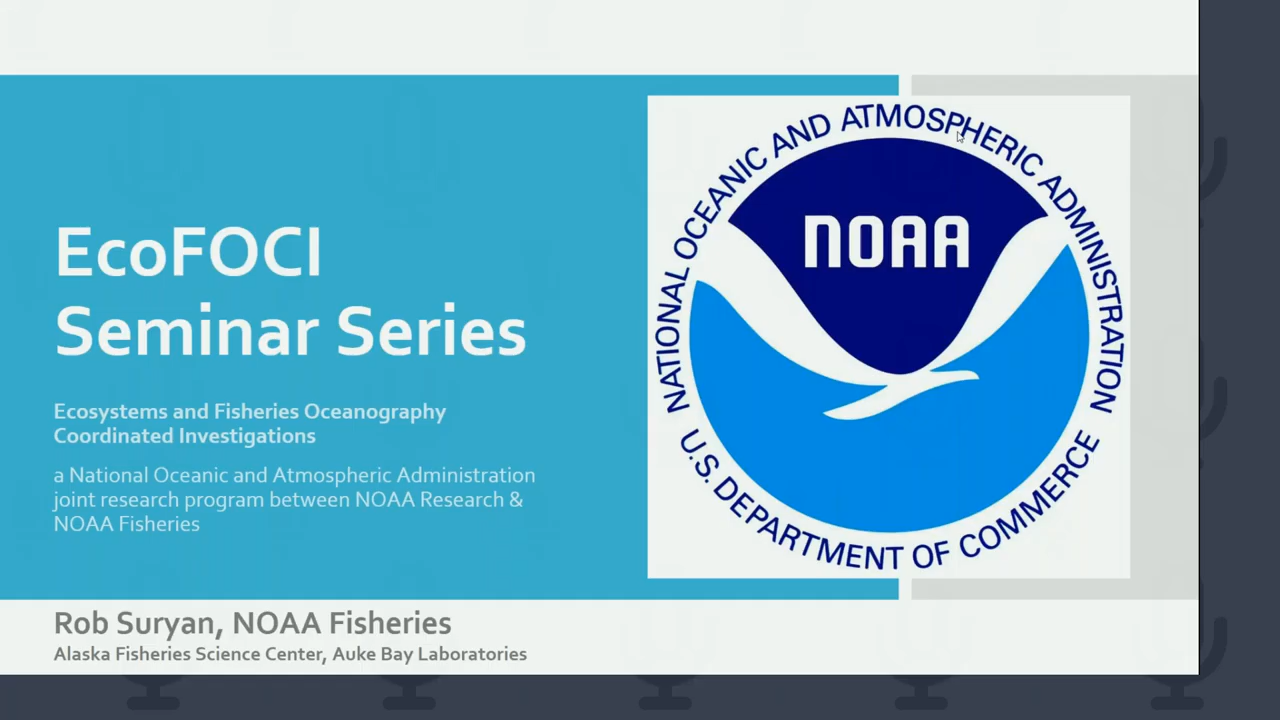 EcoFOCI
Seminar Series
Ecosystems and Fisheries Oceanography
Coordinated Investigations
a National Oceanic and Atmospheric Administration
joint research program between NOAA Research &
NOAA Fisheries
NATIONAL OCEANIC AND ATMOSPHERIC ADMINISTRATION
NOAA
U.S. DEPARTMENT OF COMMERCE
Rob Suryan, NOAA Fisheries
Alaska Fisheries Science Center, Auke Bay Laboratories